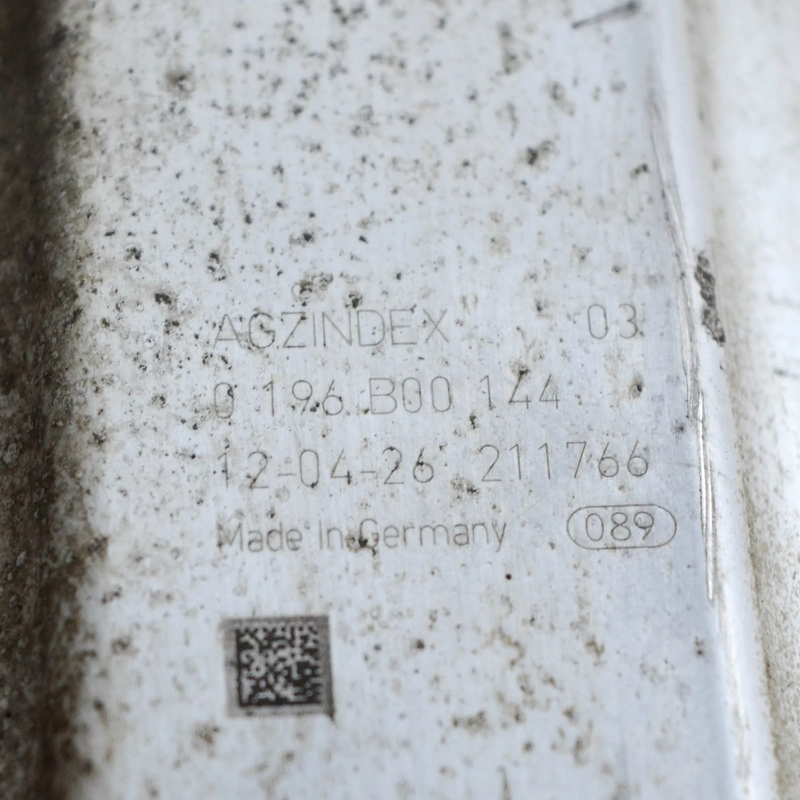 AGZINDEX 03
0 196 B00 144
12-04-26 211766
Made In Germany 089